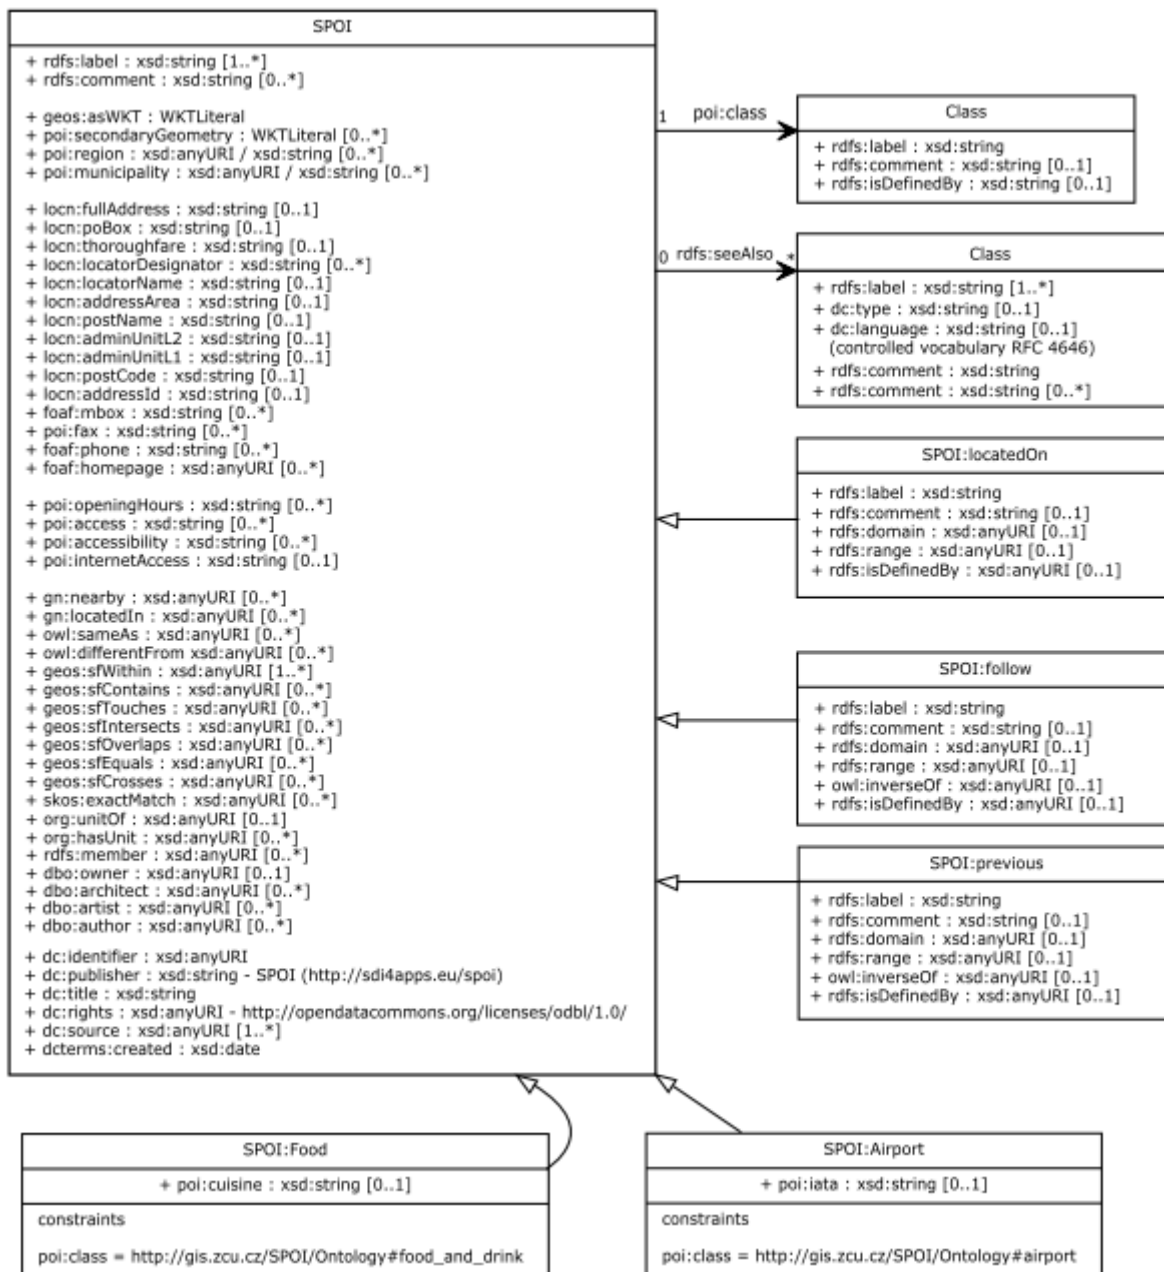 SPOI
+ rdfs:label : xsd:string [1..*]
+ rdfs:comment : xsd:string [0..*]
+ geos:asWKT : WKTLiteral
+ poi:secondaryGeometry : WKTLiteral [0..*]
+ poi:region : xsd:anyURI / xsd:string [0..*]
+ poi:municipality : xsd:anyURI / xsd:string [0..*]
+ locn:fullAddress : xsd:string [0..1]
+ locn:poBox : xsd:string [0..1]
+ locn:thoroughfare : xsd:string [0..1]
+ locn:locatorDesignator : xsd:string [0..*]
+ locn:locatorName : xsd:string [0..1]
+ locn:addressArea : xsd:string [0..1]
+ locn:postName : xsd:string [0..1]
+ locn:adminUnitL2 : xsd:string [0..1]
+ locn:adminUnitL1 : xsd:string [0..1]
+ locn:postCode : xsd:string [0..1]
+ locn:addressId : xsd:string [0..1]
+ foaf:mbox : xsd:string [0..*]
+ poi:fax : xsd:string [0..*]
+ foaf:phone : xsd:string [0..*]
+ foaf:homepage : xsd:anyURI [0..*]
+ poi:openingHours : xsd:string [0..*]
+ poi:access : xsd:string [0..*]
+ poi:accessibility : xsd:string [0..*]
+ poi:internetAccess : xsd:string [0..1]
+ gn:nearby : xsd:anyURI [0..*]
+ gn:locatedIn : xsd:anyURI [0..*]
+ owl:sameAs : xsd:anyURI [0..*]
+ owl:differentFrom xsd:anyURI [0..*]
+ geos:sfWithin : xsd:anyURI [1..*]
+ geos:sfContains : xsd:anyURI [0..*]
+ geos:sfTouches : xsd:anyURI [0..*]
+ geos:sfIntersects : xsd:anyURI [0..*]
+ geos:sfOverlaps : xsd:anyURI [0..*]
+ geos:sfEquals : xsd:anyURI [0..*]
+ geos:sfCrosses : xsd:anyURI [0..*]
+ skos:exactMatch : xsd:anyURI [0..*]
+ org:unitOf : xsd:anyURI [0..1]
+ org:hasUnit : xsd:anyURI [0..*]
+ rdfs:member : xsd:anyURI [0..*]
+ dbo:owner : xsd:anyURI [0..1]
+ dbo:architect : xsd:anyURI [0..*]
+ dbo:artist : xsd:anyURI [0..*]
+ dbo:author : xsd:anyURI [0..*]
+ dc:identifier : xsd:anyURI
+ dc:publisher : xsd:string - SPOI (http://sdi4apps.eu/spoi)
+ dc:title : xsd:string
+ dc:rights : xsd:anyURI - http://opendatacommons.org/licenses/odbl/1.0/
+ dc:source : xsd:anyURI [1..*]
+ dcterms:created : xsd:date
1 poi:class
Class
+ rdfs:label : xsd:string
+ rdfs:comment : xsd:string [0..1]
+ rdfs:isDefinedBy : xsd:string [0..1]
0 rdfs:seeAlso *
Class
+ rdfs:label : xsd:string [1..*]
+ dc:type : xsd:string [0..1]
+ dc:language : xsd:string [0..1]
(controlled vocabulary RFC 4646)
+ rdfs:comment : xsd:string
+ rdfs:comment : xsd:string [0..*]
SPOI:locatedOn
+ rdfs:label : xsd:string
+ rdfs:comment : xsd:string [0..1]
+ rdfs:domain : xsd:anyURI [0..1]
+ rdfs:range : xsd:anyURI [0..1]
+ rdfs:isDefinedBy : xsd:anyURI [0..1]
SPOI:follow
+ rdfs:label : xsd:string
+ rdfs:comment : xsd:string [0..1]
+ rdfs:domain : xsd:anyURI [0..1]
+ rdfs:range : xsd:anyURI [0..1]
+ owl:inverseOf : xsd:anyURI [0..1]
+ rdfs:isDefinedBy : xsd:anyURI [0..1]
SPOI:previous
+ rdfs:label : xsd:string
+ rdfs:comment : xsd:string [0..1]
+ rdfs:domain : xsd:anyURI [0..1]
+ rdfs:range : xsd:anyURI [0..1]
+ owl:inverseOf : xsd:anyURI [0..1]
+ rdfs:isDefinedBy : xsd:anyURI [0..1]
SPOI:Food
+ poi:cuisine : xsd:string [0..1]
constraints
poi:class = http://gis.zcu.cz/SPOI/Ontology#food_and_drink
SPOI:Airport
+ poi:iata : xsd:string [0..1]
constraints
poi:class = http://gis.zcu.cz/SPOI/Ontology#airport